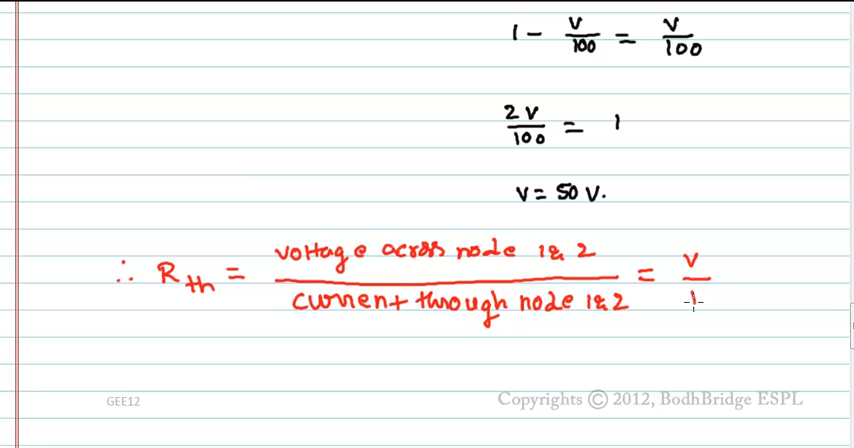 1 - V/100 = V/100
2V/100 = 1
V = 50 V.
∴ Rth = voltage across node 1&2 / current through node 1&2 = V/1
GEE12
Copyrights © 2012, BodhBridge ESPL